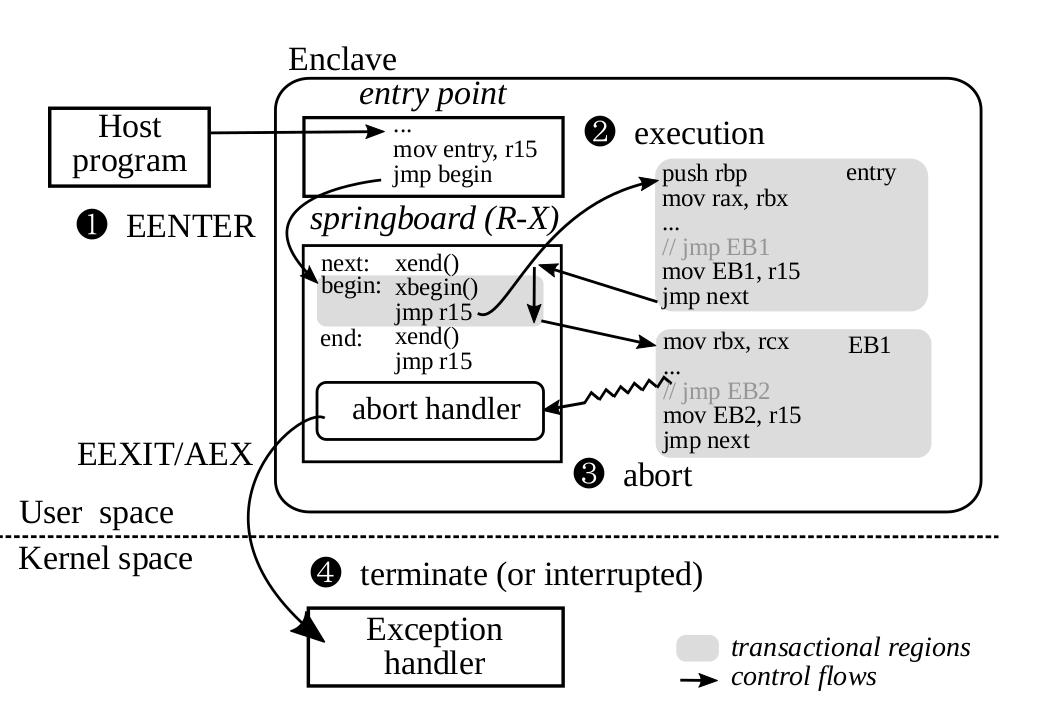 Enclave
entry point
Host
program
...
mov entry, r15
jmp begin
❶ EENTER
springboard (R-X)
next: xend()
begin: xbegin()
jmp r15
end: xend()
jmp r15
abort handler
❷ execution
push rbp entry
mov rax, rbx
...
// jmp EB1
mov EB1, r15
jmp next
mov rbx, rcx EB1
...
// jmp EB2
mov EB2, r15
jmp next
❸ abort
EEXIT/AEX
User space
Kernel space
❹ terminate (or interrupted)
Exception
handler
transactional regions
control flows